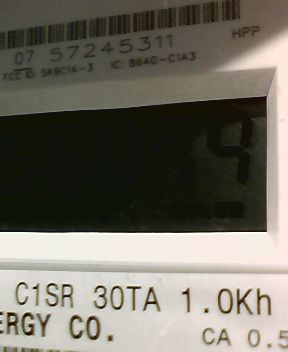 HPP
07 57245311
FCC ID: SK9C1A-3 IC: 864G-C1A3
9
C1SR 30TA 1.0Kh
ERGY CO.
CA 0.5